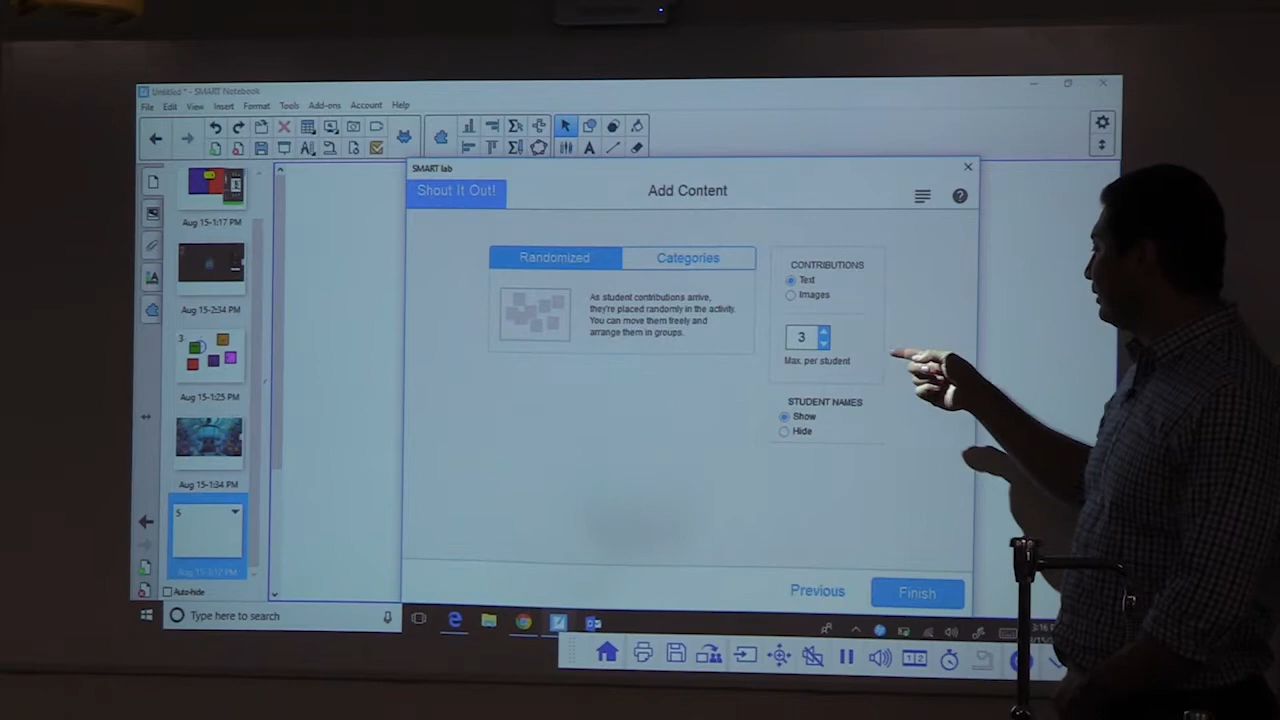 Untitled * - SMART Notebook
File Edit View Insert Format Tools Add-ons Account Help
SMART lab
Shout It Out!
Add Content
Aug 15-1:17 PM
Aug 15-2:34 PM
3
Aug 15-1:25 PM
Aug 15-1:34 PM
5
Auto-hide
Randomized
Categories
As student contributions arrive,
they're placed randomly in the activity.
You can move them freely and
arrange them in groups.
CONTRIBUTIONS
Text
Images
3
Max. per student
STUDENT NAMES
Show
Hide
Previous
Finish
Type here to search
1 2